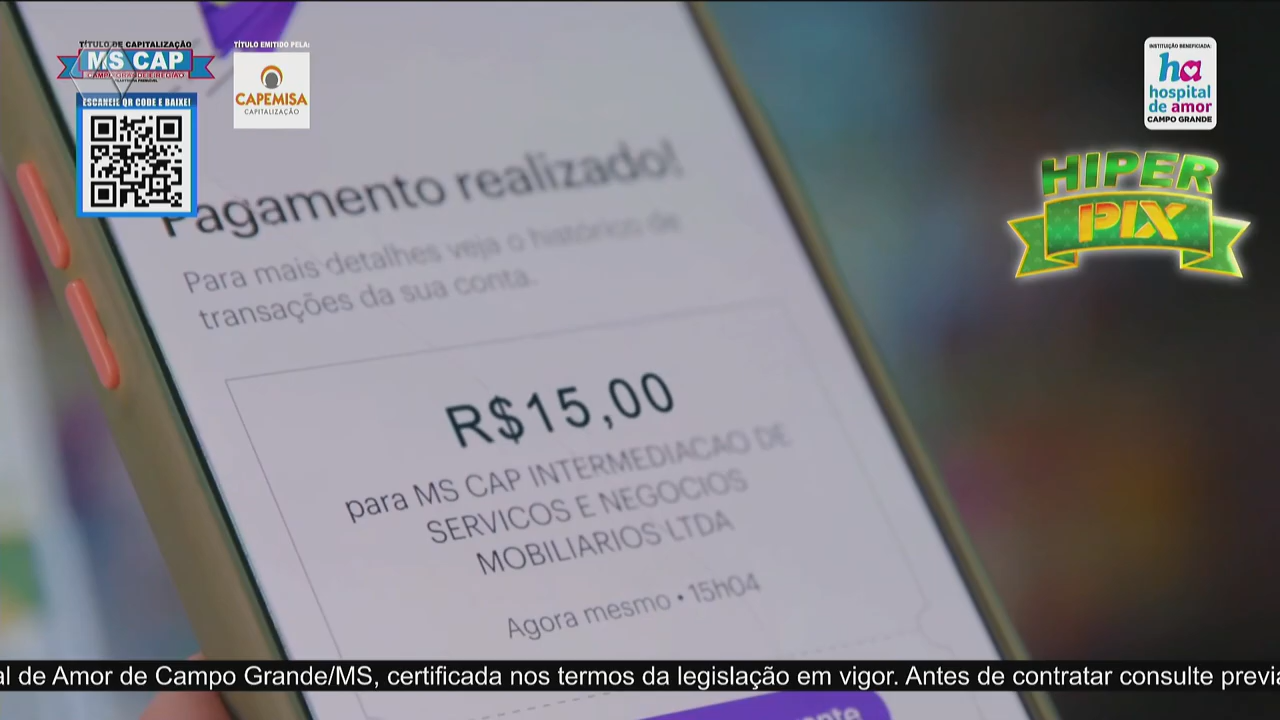 TÍTULO DE CAPITALIZAÇÃO
MS CAP
TÍTULO EMITIDO PELA:
CAPEMISA
CAPITALIZAÇÃO
ESCANEIE QR CODE E BAIXE!
INSTITUIÇÃO BENEFICIADA:
ha
hospital
de amor
CAMPO GRANDE
HIPER
PIX
Pagamento realizado!
Para mais detalhes veja o histórico de
transações da sua conta.
R$15,00
para MS CAP INTERMEDIACAO DE
SERVICOS E NEGOCIOS
MOBILIARIOS LTDA
Agora mesmo • 15h04
al de Amor de Campo Grande/MS, certificada nos termos da legislação em vigor. Antes de contratar consulte previa